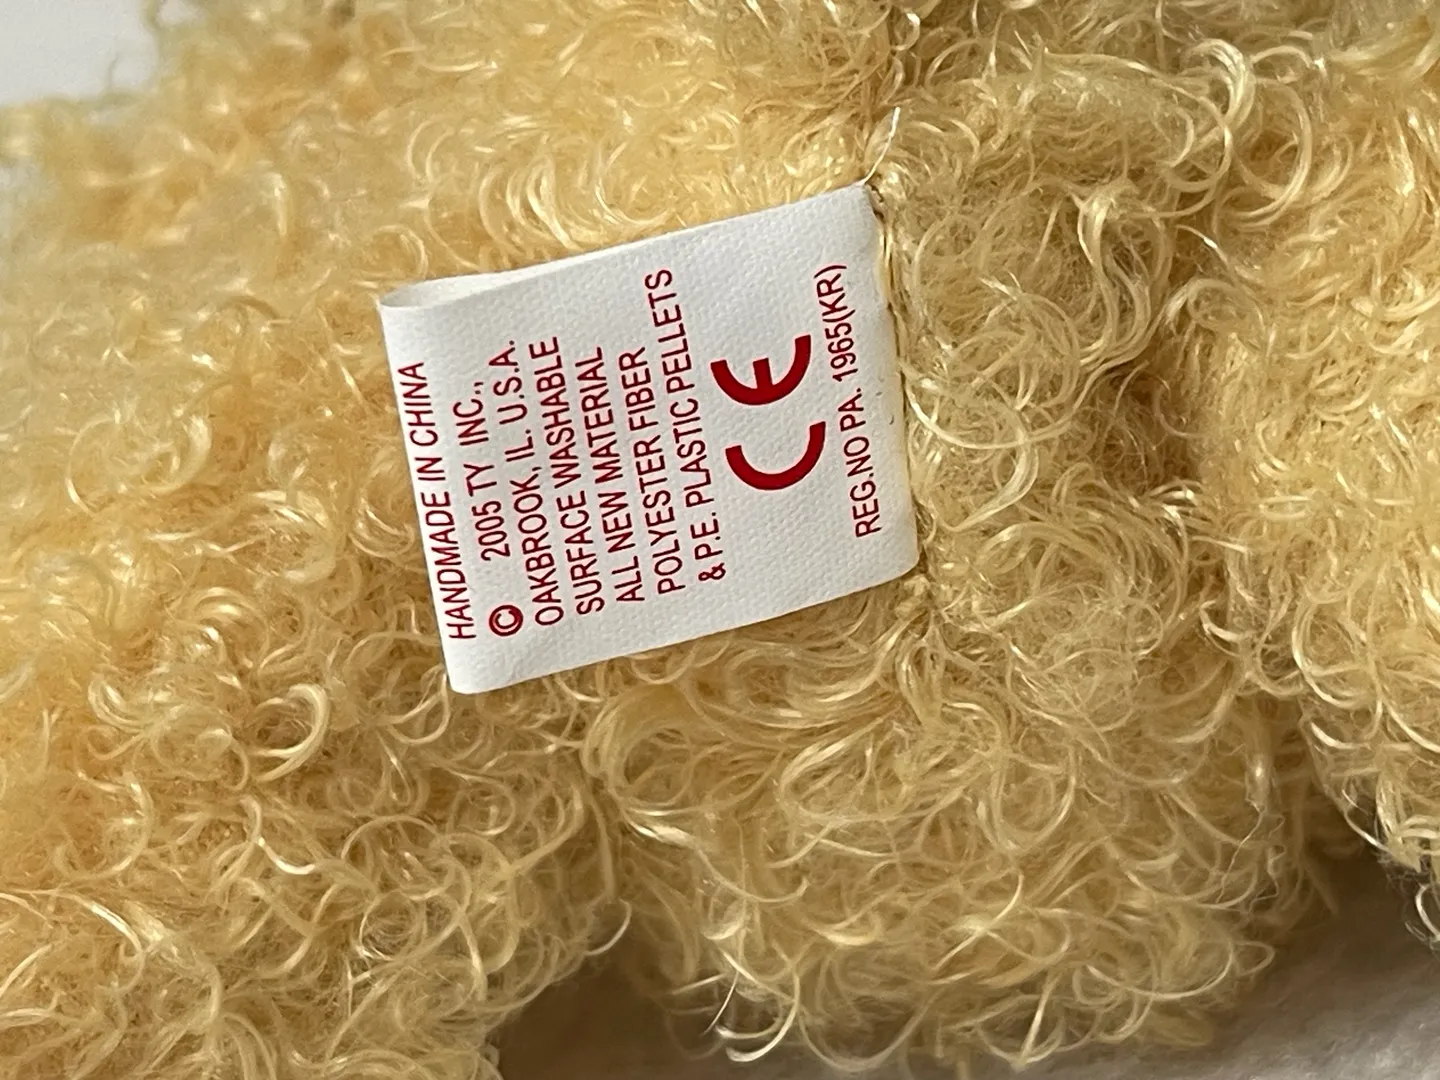 HANDMADE IN CHINA
© 2005 TY INC.,
OAKBROOK, IL. U.S.A.
SURFACE WASHABLE
ALL NEW MATERIAL
POLYESTER FIBER
& P.E. PLASTIC PELLETS
CE
REG.NO PA. 1965(KR)